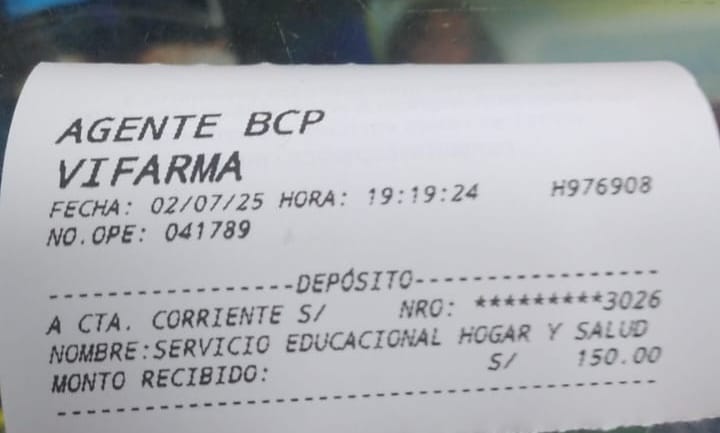 AGENTE BCP
VIFARMA
FECHA: 02/07/25 HORA: 19:19:24 H976908
NO.OPE: 041789
------------------DEPÓSITO------------------
A CTA. CORRIENTE S/ NRO: *********3026
NOMBRE:SERVICIO EDUCACIONAL HOGAR Y SALUD
MONTO RECIBIDO: S/ 150.00
--------------------------------------------